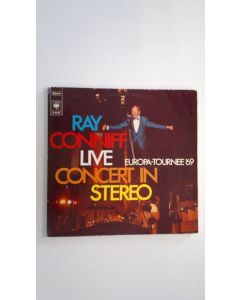 RAY
CONNIFF
LIVE
EUROPA-TOURNEE '69
CONCERT IN
STEREO